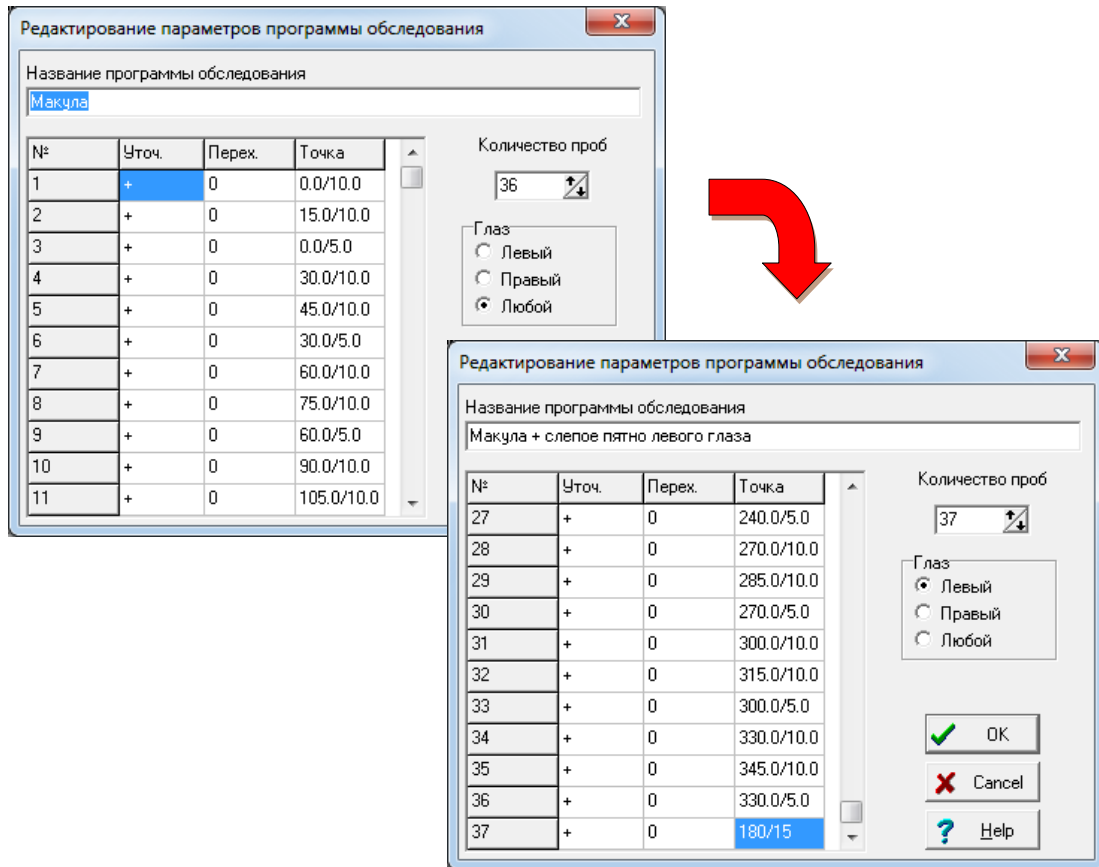 Редактирование параметров программы обследования
Название программы обследования
Макула
№ Уточ. Перех. Точка
1 + 0 0.0/10.0
2 + 0 15.0/10.0
3 + 0 0.0/5.0
4 + 0 30.0/10.0
5 + 0 45.0/10.0
6 + 0 30.0/5.0
7 + 0 60.0/10.0
8 + 0 75.0/10.0
9 + 0 60.0/5.0
10 + 0 90.0/10.0
11 + 0 105.0/10.0
Количество проб
36
Глаз
Левый
Правый
Любой
Редактирование параметров программы обследования
Название программы обследования
Макула + слепое пятно левого глаза
№ Уточ. Перех. Точка
27 + 0 240.0/5.0
28 + 0 270.0/10.0
29 + 0 285.0/10.0
30 + 0 270.0/5.0
31 + 0 300.0/10.0
32 + 0 315.0/10.0
33 + 0 300.0/5.0
34 + 0 330.0/10.0
35 + 0 345.0/10.0
36 + 0 330.0/5.0
37 + 0 180/15
Количество проб
37
Глаз
Левый
Правый
Любой
OK
Cancel
Help